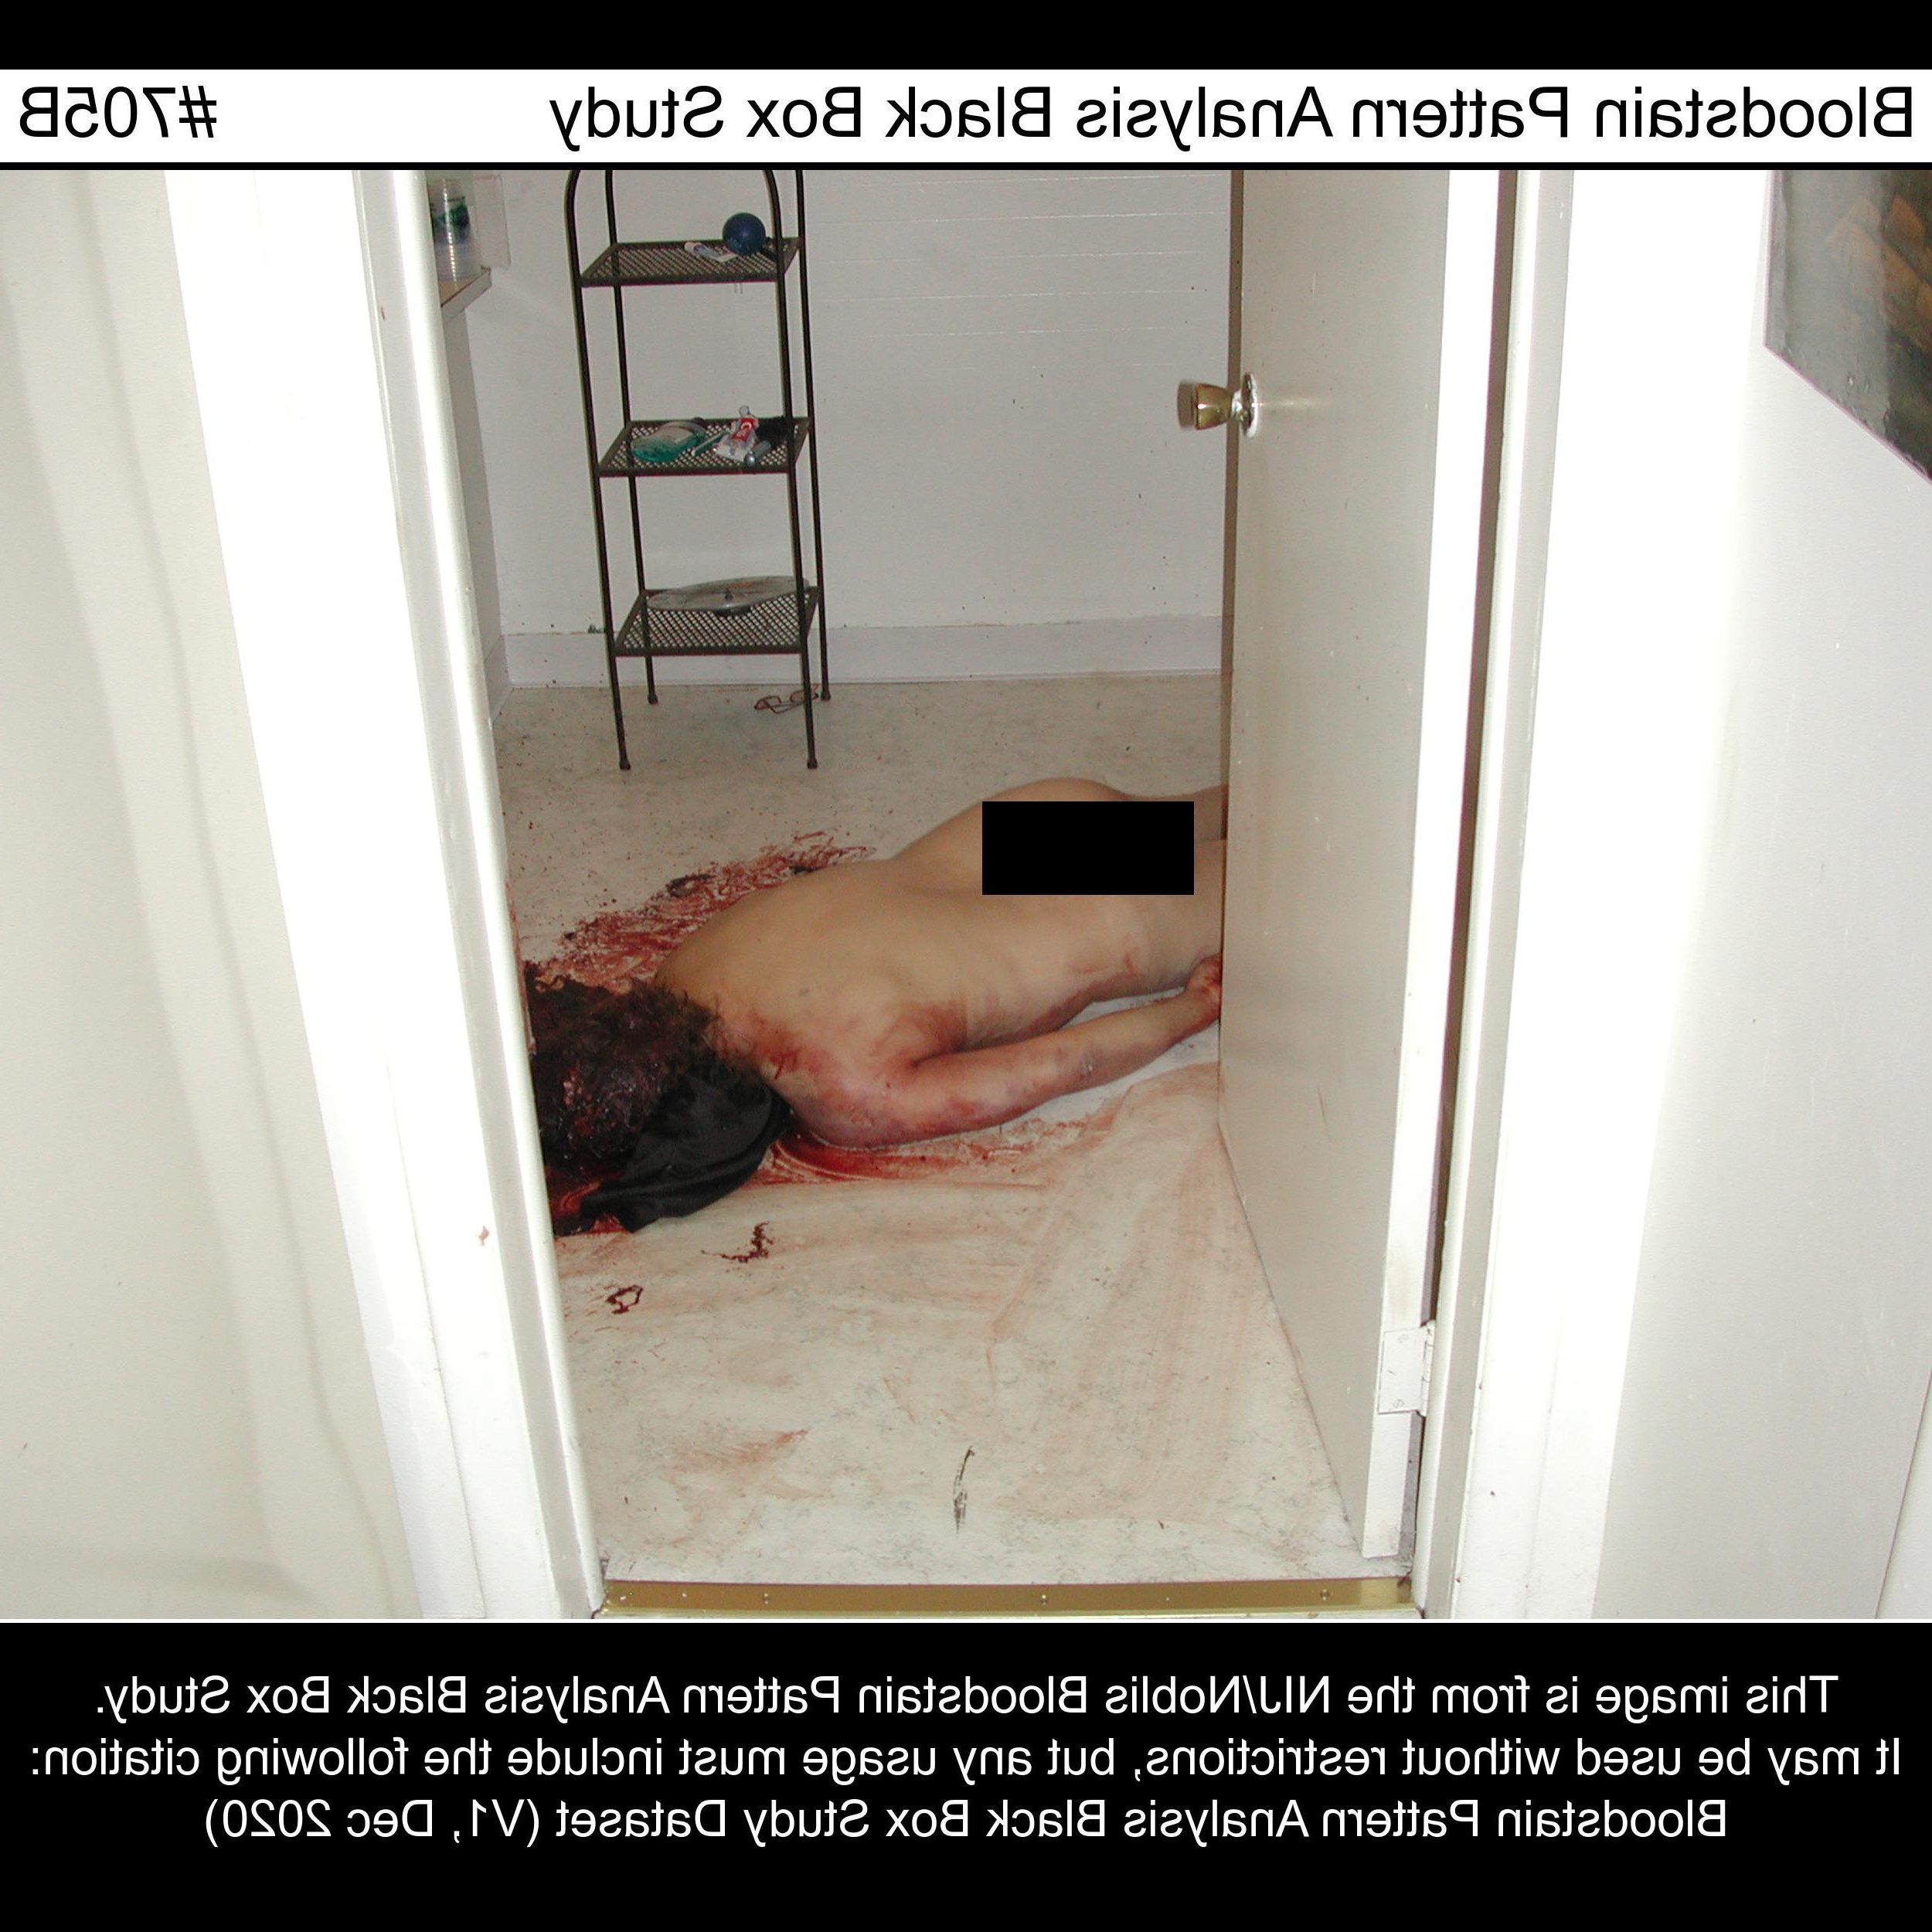 Bloodstain Pattern Analysis Black Box Study #705B
This image is from the NIJ/Noblis Bloodstain Pattern Analysis Black Box Study.
It may be used without restrictions, but any usage must include the following citation:
Bloodstain Pattern Analysis Black Box Study Dataset (V1, Dec 2020)